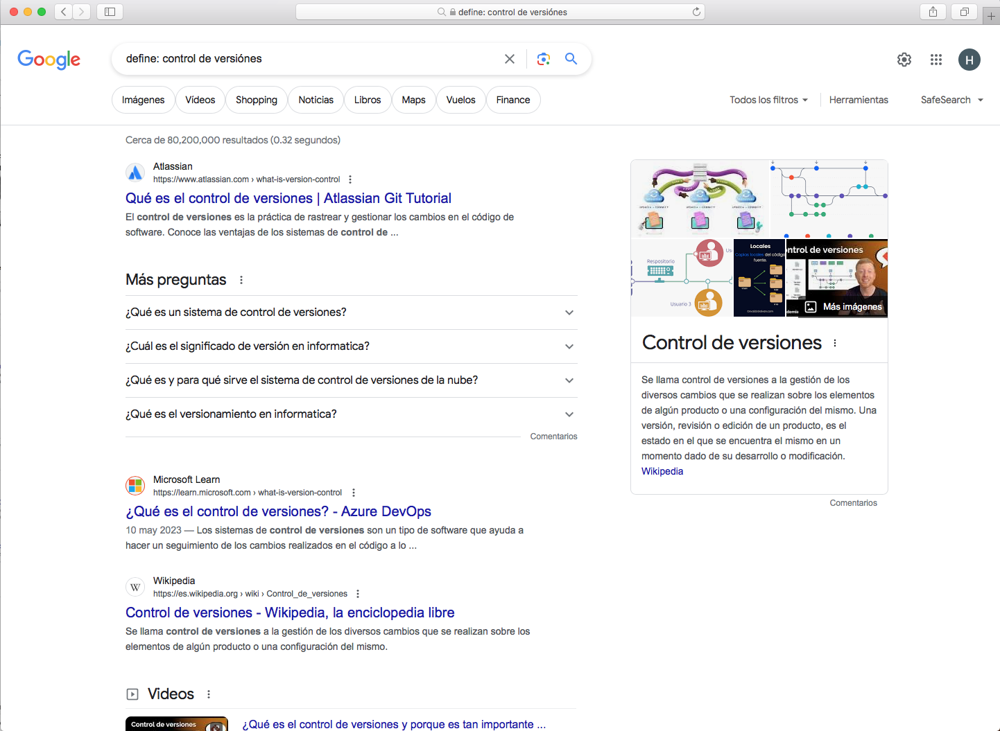 define: control de versiónes
Google
define: control de versiónes
H
Imágenes
Vídeos
Shopping
Noticias
Libros
Maps
Vuelos
Finance
Todos los filtros
Herramientas
SafeSearch
Cerca de 80,200,000 resultados (0.32 segundos)
Atlassian
https://www.atlassian.com › what-is-version-control
Qué es el control de versiones | Atlassian Git Tutorial
El control de versiones es la práctica de rastrear y gestionar los cambios en el código de
software. Conoce las ventajas de los sistemas de control de ...
Más preguntas
¿Qué es un sistema de control de versiones?
¿Cuál es el significado de versión en informatica?
¿Qué es y para qué sirve el sistema de control de versiones de la nube?
¿Qué es el versionamiento en informatica?
Comentarios
Microsoft Learn
https://learn.microsoft.com › what-is-version-control
¿Qué es el control de versiones? - Azure DevOps
10 may 2023 — Los sistemas de control de versiones son un tipo de software que ayuda a
hacer un seguimiento de los cambios realizados en el código a lo ...
W
Wikipedia
https://es.wikipedia.org › wiki › Control_de_versiones
Control de versiones - Wikipedia, la enciclopedia libre
Se llama control de versiones a la gestión de los diversos cambios que se realizan sobre los
elementos de algún producto o una configuración del mismo.
Videos
Control de versiones
¿Qué es el control de versiones y porque es tan importante ...
Respositorio
Usuario 3
Locales
Copias locales del código
fuente.
ntrol de versiones
Más imágenes
Control de versiones
Se llama control de versiones a la gestión de los
diversos cambios que se realizan sobre los elementos
de algún producto o una configuración del mismo. Una
versión, revisión o edición de un producto, es el
estado en el que se encuentra el mismo en un
momento dado de su desarrollo o modificación.
Wikipedia
Comentarios